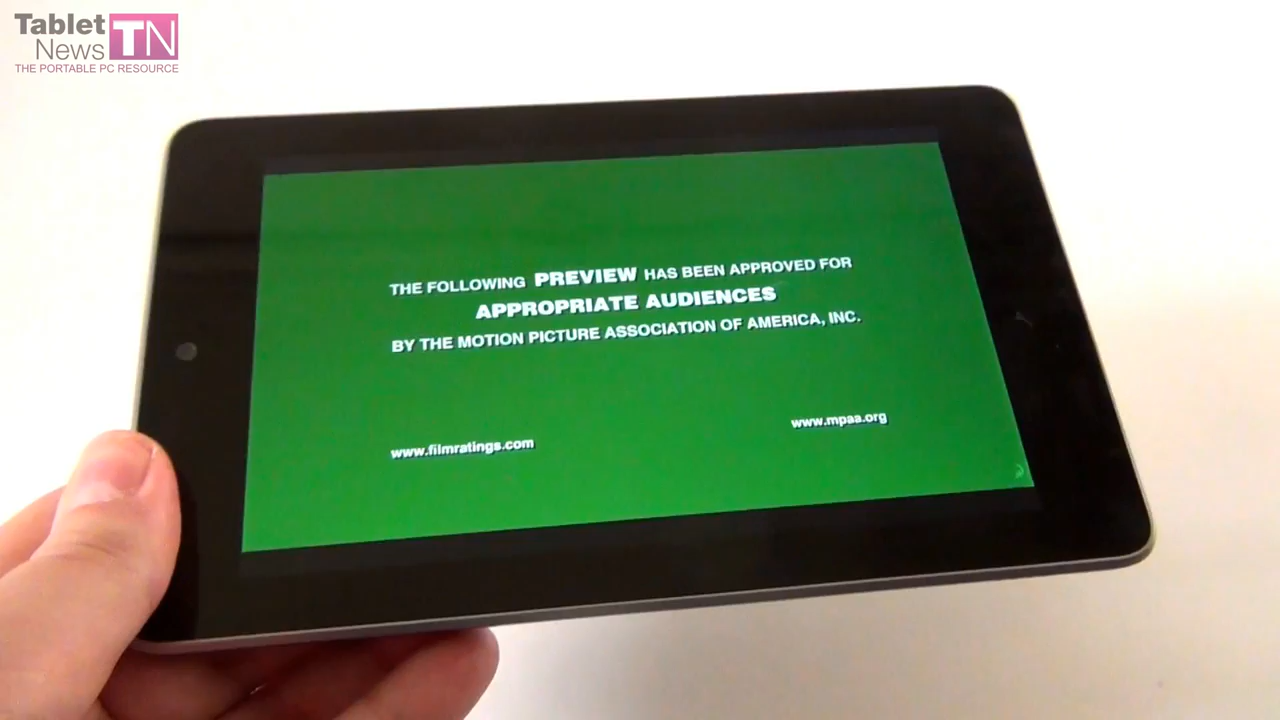 Tablet
News TN
THE PORTABLE PC RESOURCE
THE FOLLOWING PREVIEW HAS BEEN APPROVED FOR
APPROPRIATE AUDIENCES
BY THE MOTION PICTURE ASSOCIATION OF AMERICA, INC.
www.filmratings.com
www.mpaa.org